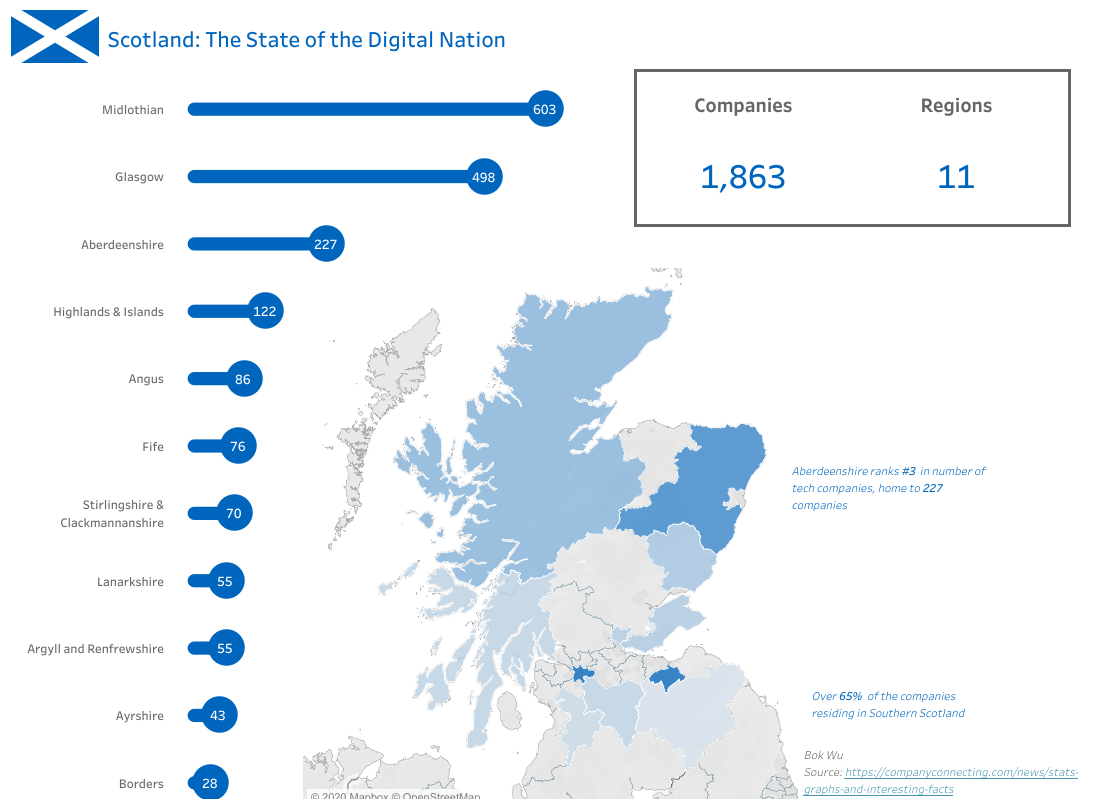 Scotland: The State of the Digital Nation
Companies
Regions
1,863
11
Midlothian
603
Glasgow
498
Aberdeenshire
227
Highlands & Islands
122
Angus
86
Fife
76
Stirlingshire &
Clackmannanshire
70
Lanarkshire
55
Argyll and Renfrewshire
55
Ayrshire
43
Borders
28
Aberdeenshire ranks #3 in number of
tech companies, home to 227
companies
Over 65% of the companies
residing in Southern Scotland
Bok Wu
Source: https://companyconnecting.com/news/stats-
graphs-and-interesting-facts
© 2020 Mapbox © OpenStreetMap